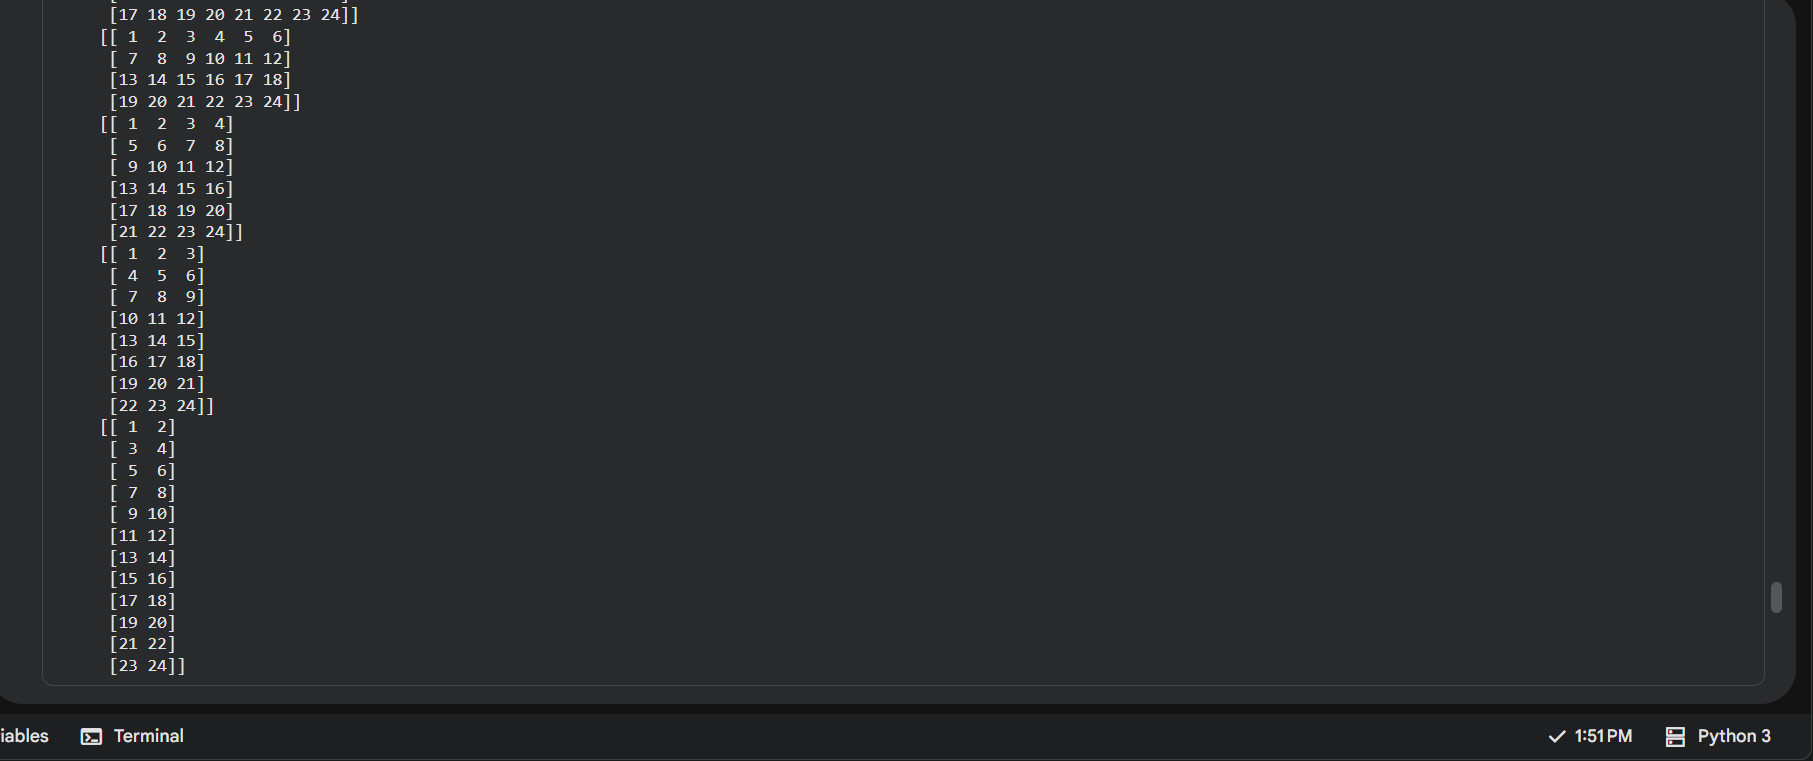 [17 18 19 20 21 22 23 24]]
[[ 1  2  3  4  5  6]
 [ 7  8  9 10 11 12]
 [13 14 15 16 17 18]
 [19 20 21 22 23 24]]
[[ 1  2  3  4]
 [ 5  6  7  8]
 [ 9 10 11 12]
 [13 14 15 16]
 [17 18 19 20]
 [21 22 23 24]]
[[ 1  2  3]
 [ 4  5  6]
 [ 7  8  9]
 [10 11 12]
 [13 14 15]
 [16 17 18]
 [19 20 21]
 [22 23 24]]
[[ 1  2]
 [ 3  4]
 [ 5  6]
 [ 7  8]
 [ 9 10]
 [11 12]
 [13 14]
 [15 16]
 [17 18]
 [19 20]
 [21 22]
 [23 24]]
iables Terminal 1:51 PM Python 3